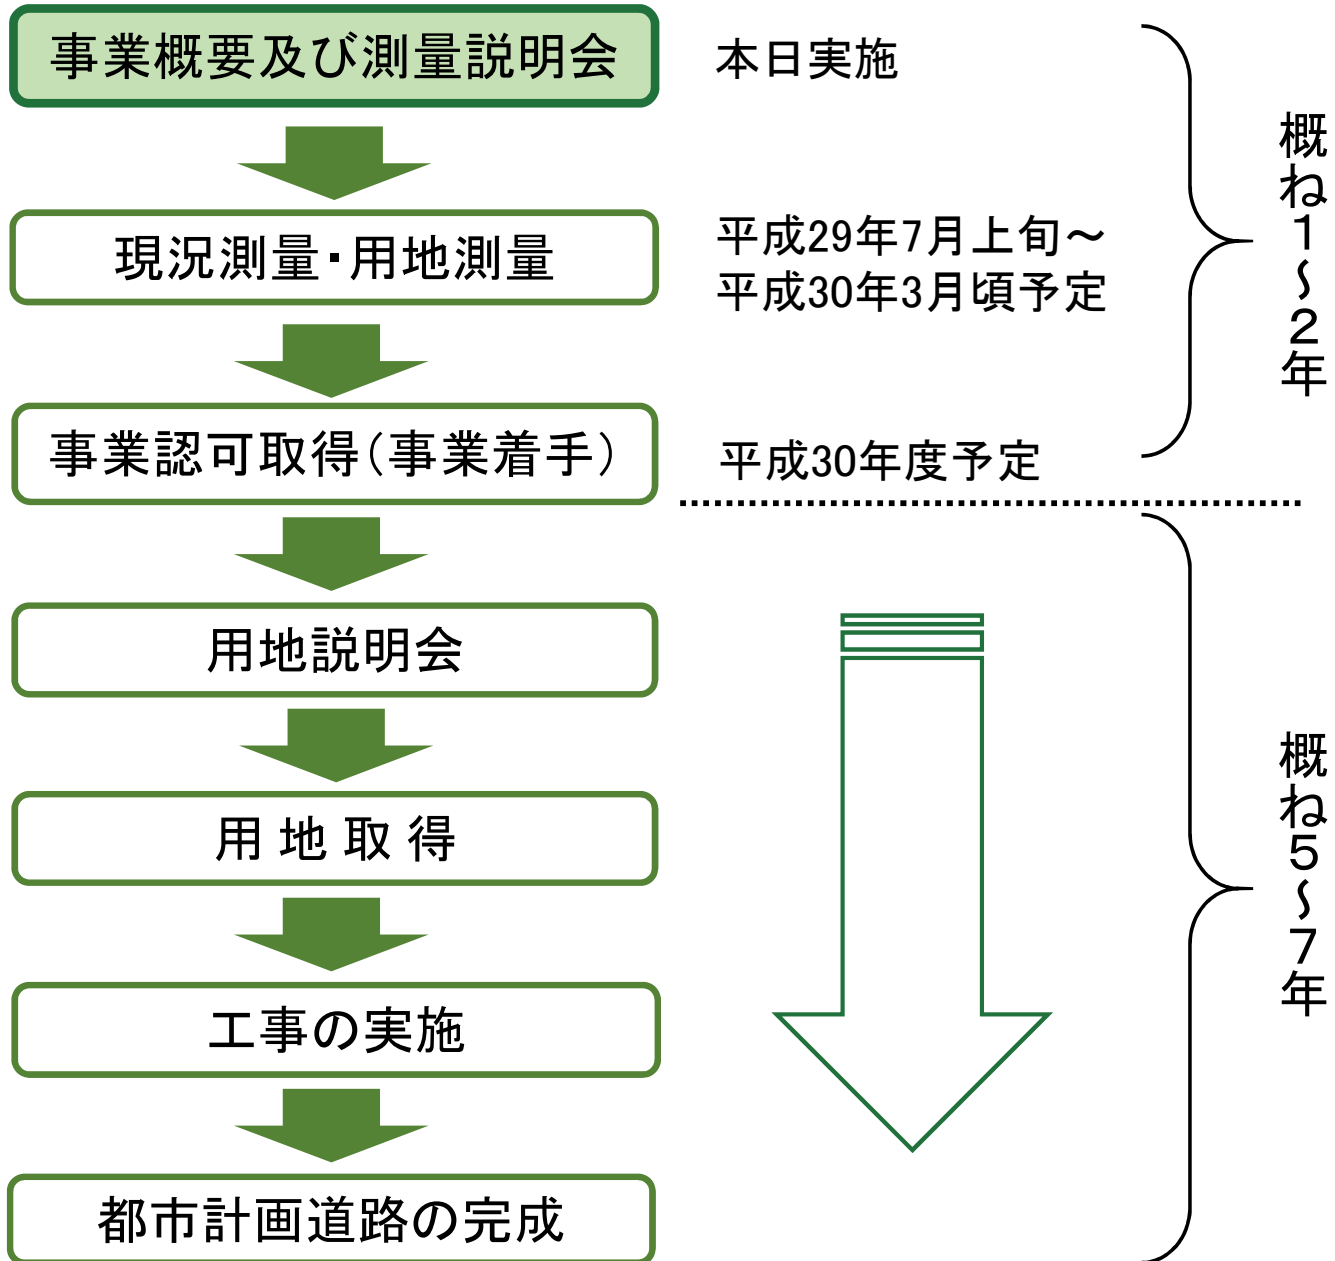 事業概要及び測量説明会
本日実施
現況測量・用地測量
平成29年7月上旬～
平成30年3月頃予定
事業認可取得（事業着手）
平成30年度予定
概ね１～２年
用地説明会
用地取得
工事の実施
都市計画道路の完成
概ね５～７年